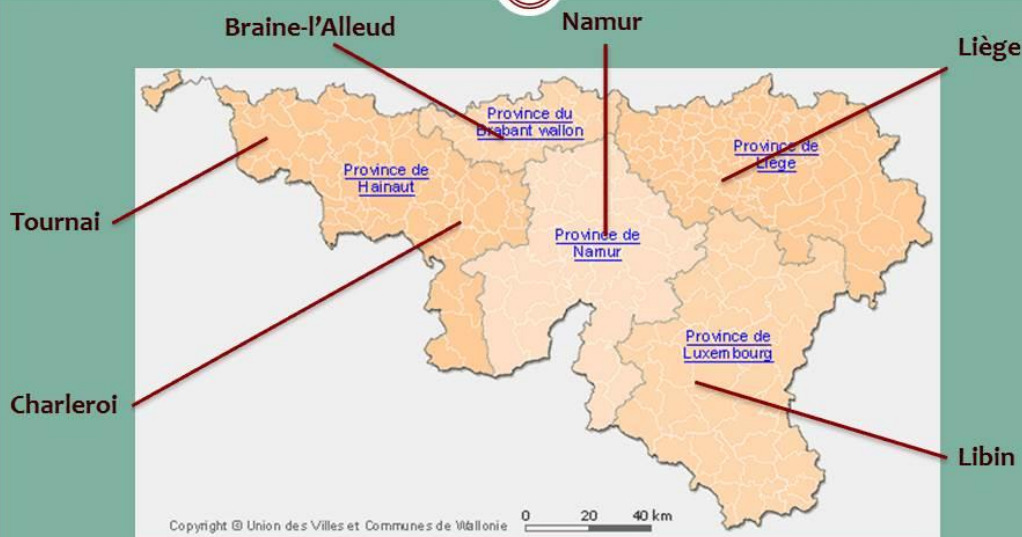 Braine-l'Alleud
Namur
Liège
Province du
Brabant wallon
Province de
Liège
Province de
Hainaut
Tournai
Province de
Namur
Province de
Luxembourg
Charleroi
Libin
Copyright © Union des Villes et Communes de Wallonie
0 20 40 km